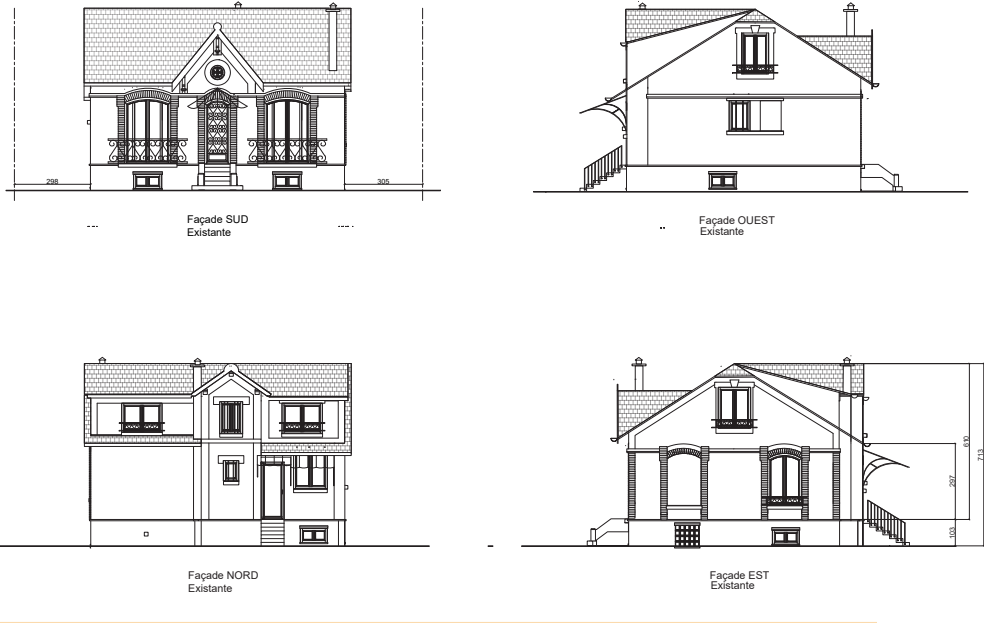 298
305
Façade SUD
Existante
Façade OUEST
Existante
Façade NORD
Existante
Façade EST
Existante
103
297
610
713